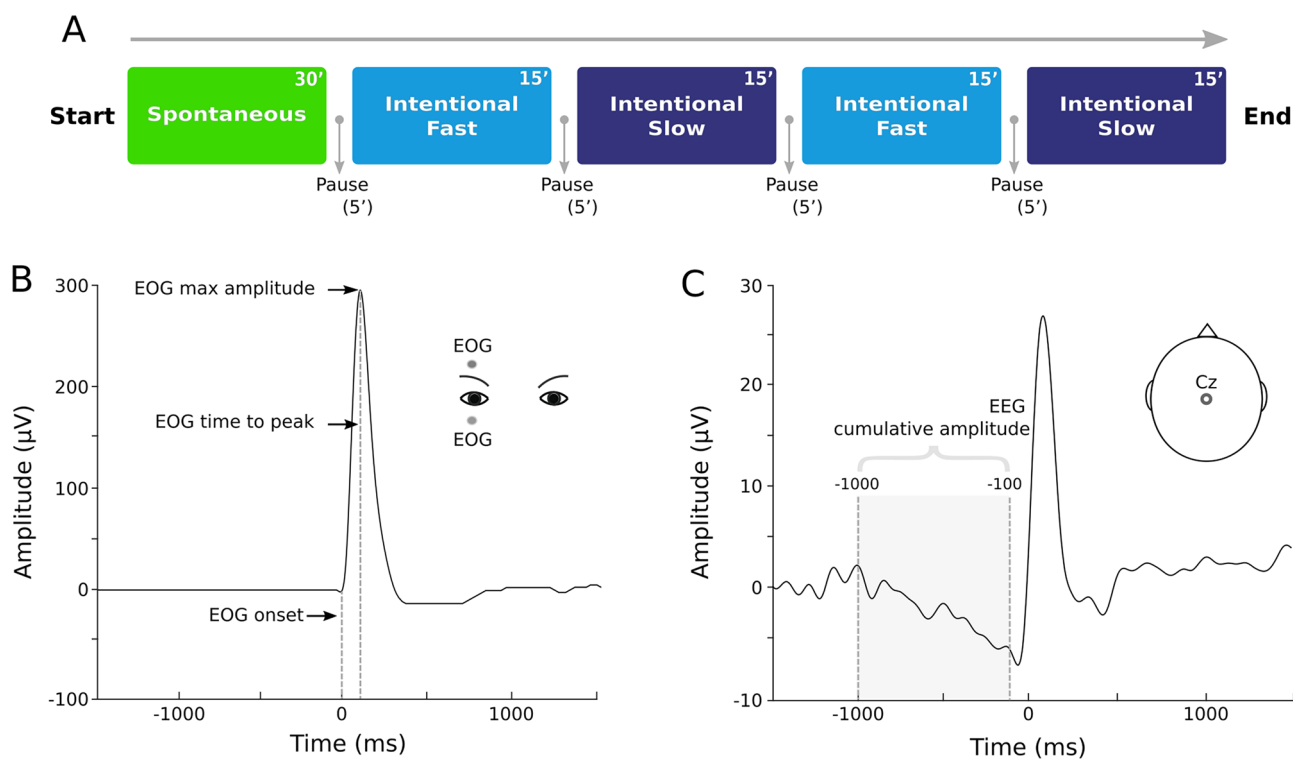 A
Start
30’
Spontaneous
15’
Intentional
Fast
15’
Intentional
Slow
15’
Intentional
Fast
15’
Intentional
Slow
End
Pause
(5’)
Pause
(5’)
Pause
(5’)
Pause
(5’)
B
300
200
100
0
-100
Amplitude (µV)
EOG max amplitude
EOG time to peak
EOG onset
EOG
EOG
-1000
0
1000
Time (ms)
C
30
20
10
0
-10
Amplitude (µV)
EEG
cumulative amplitude
-1000
-100
Cz
-1000
0
1000
Time (ms)